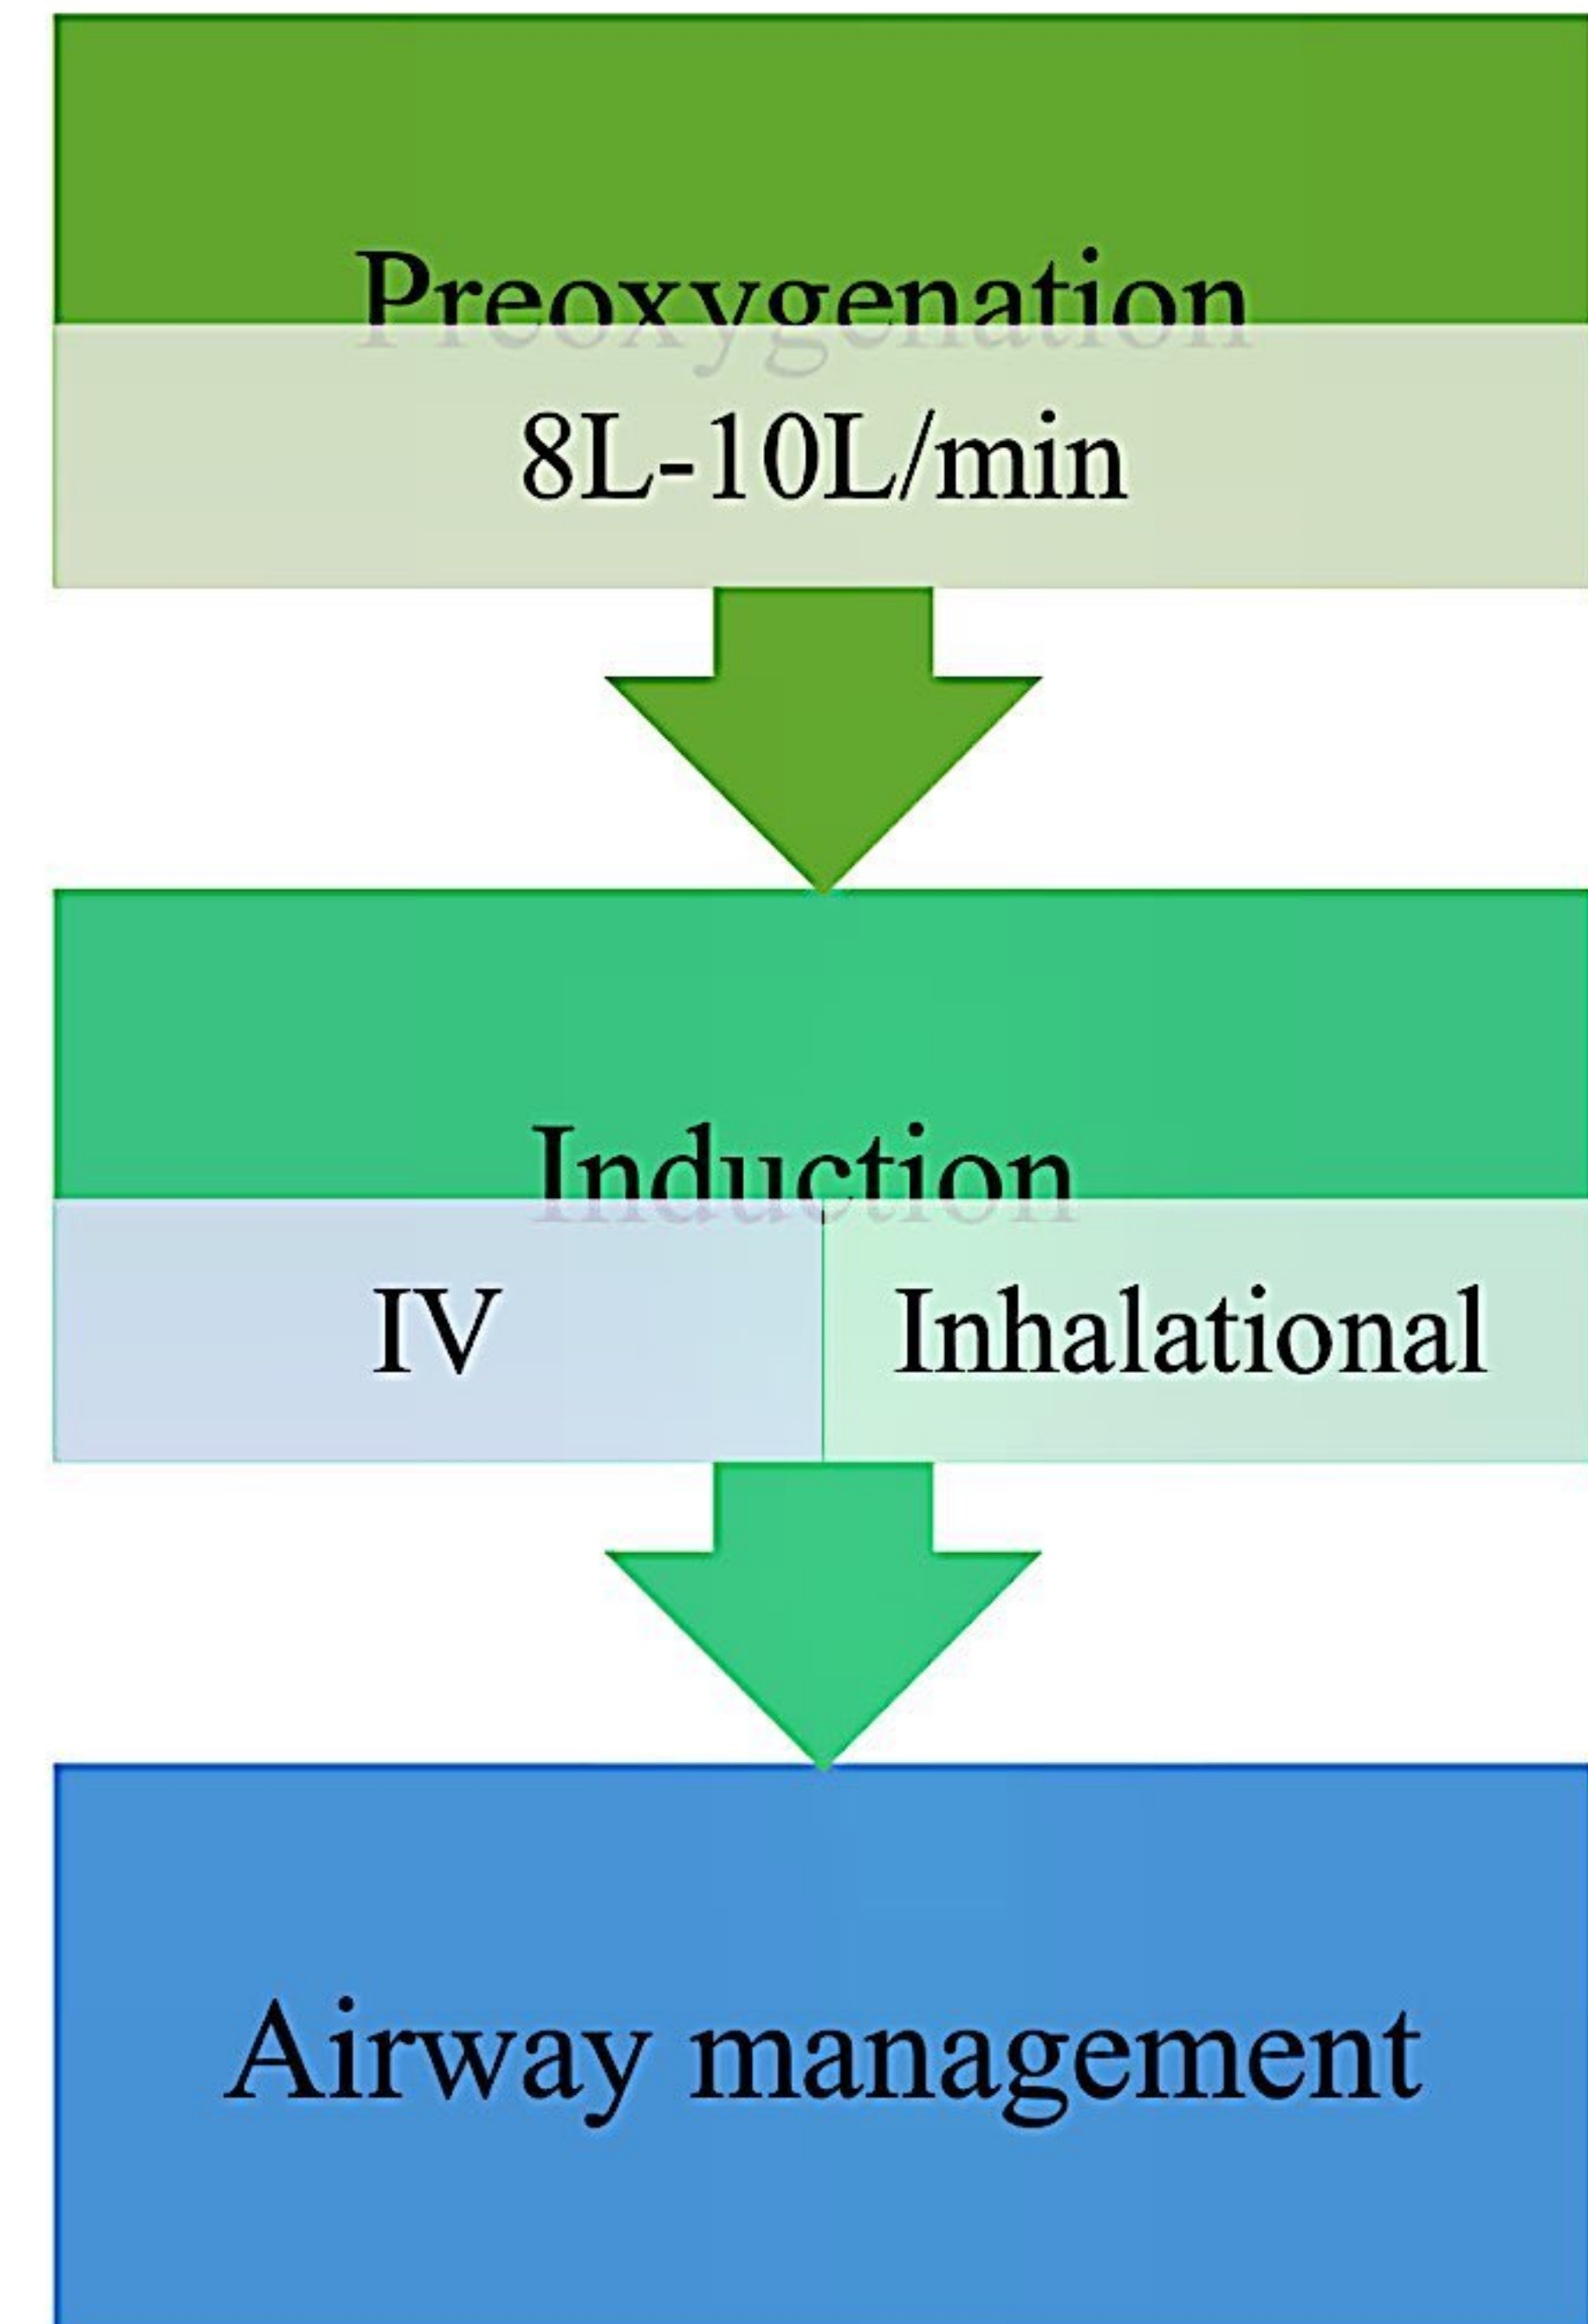 Preoxygenation
8L-10L/min
Induction
IV
Inhalational
Airway management